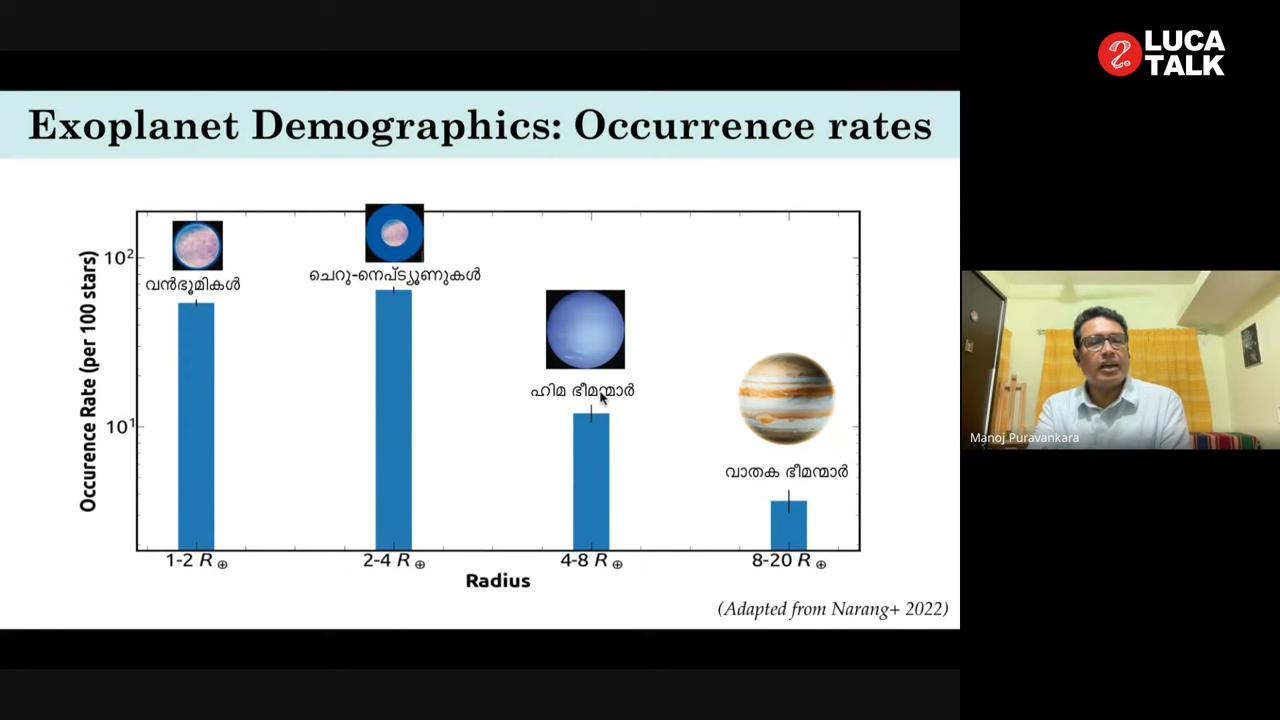 LUCA
TALK
Exoplanet Demographics: Occurrence rates
Occurence Rate (per 100 stars)
10²
10¹
വൻഭൂമികൾ
ചെറു-നെപ്ട്യൂണുകൾ
ഹിമ ഭീമന്മാർ
വാതക ഭീമന്മാർ
1-2 R⊕
2-4 R⊕
4-8 R⊕
8-20 R⊕
Radius
(Adapted from Narang+ 2022)
Manoj Puravankara